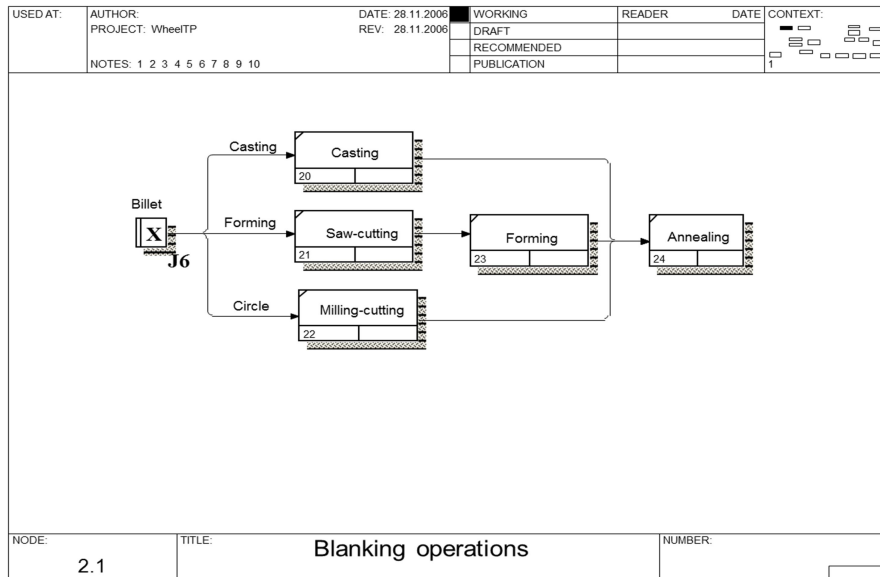 USED AT:
AUTHOR:
DATE: 28.11.2006
PROJECT: WheelTP
REV: 28.11.2006
NOTES: 1 2 3 4 5 6 7 8 9 10
WORKING
DRAFT
RECOMMENDED
PUBLICATION
READER DATE
CONTEXT:
1
Casting
Casting
20
Billet
X
J6
Forming
Saw-cutting
21
Forming
23
Annealing
24
Circle
Milling-cutting
22
NODE:
2.1
TITLE:
Blanking operations
NUMBER: